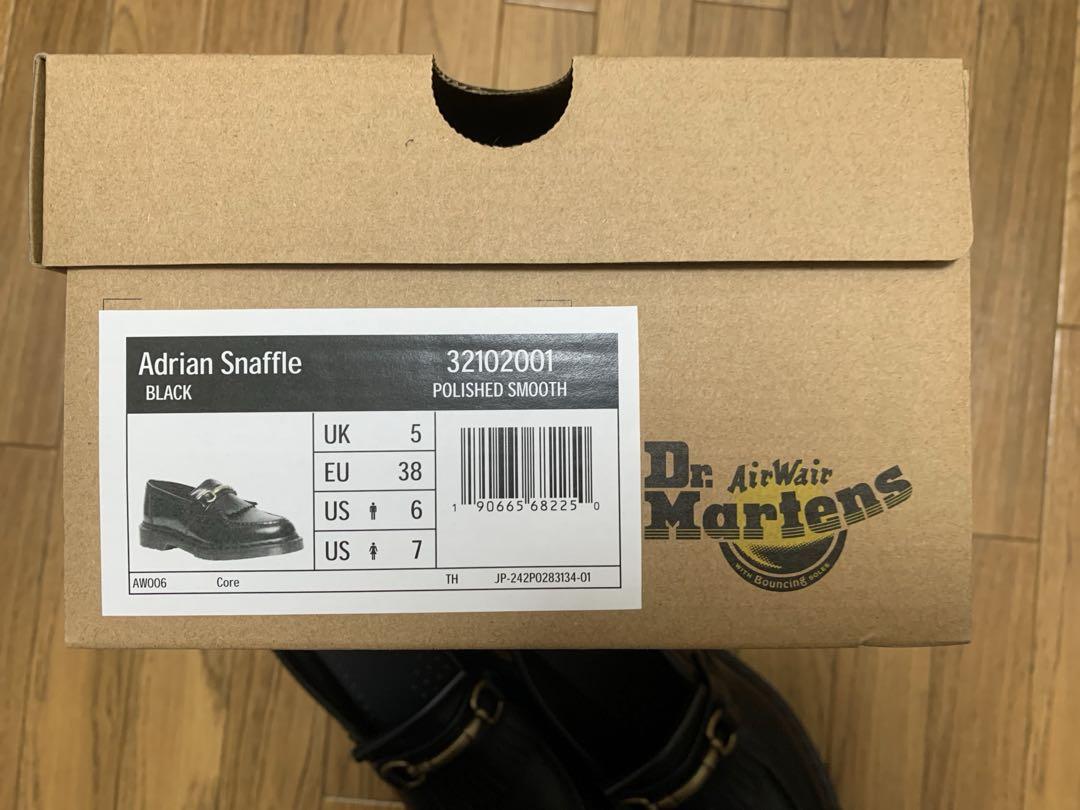 Adrian Snaffle 32102001
BLACK POLISHED SMOOTH
UK 5
EU 38
US 6
US 7
1 90665 68225 0
AW006 Core TH JP-242P0283134-01
Dr. Martens
AirWair
WITH Bouncing SOLES